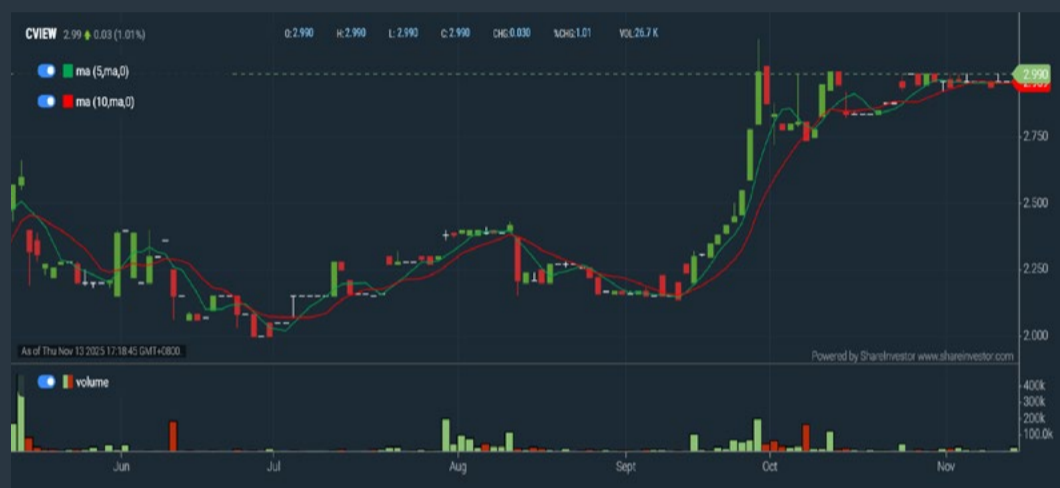 CVIEW 2.99 0.03 (1.01%) O: 2.990 H: 2.990 L: 2.990 C: 2.990 CHG:0.030 %CHG:1.01 VOL:26.7 K
ma (5,ma,0)
ma (10,ma,0)
2.990
2.750
2.500
2.250
2.000
As of Thu Nov 13 2025 17:18:45 GMT+0800
Powered by ShareInvestor www.shareinvestor.com
volume
400k
300k
200k
100.0k
Jun Jul Aug Sept Oct Nov